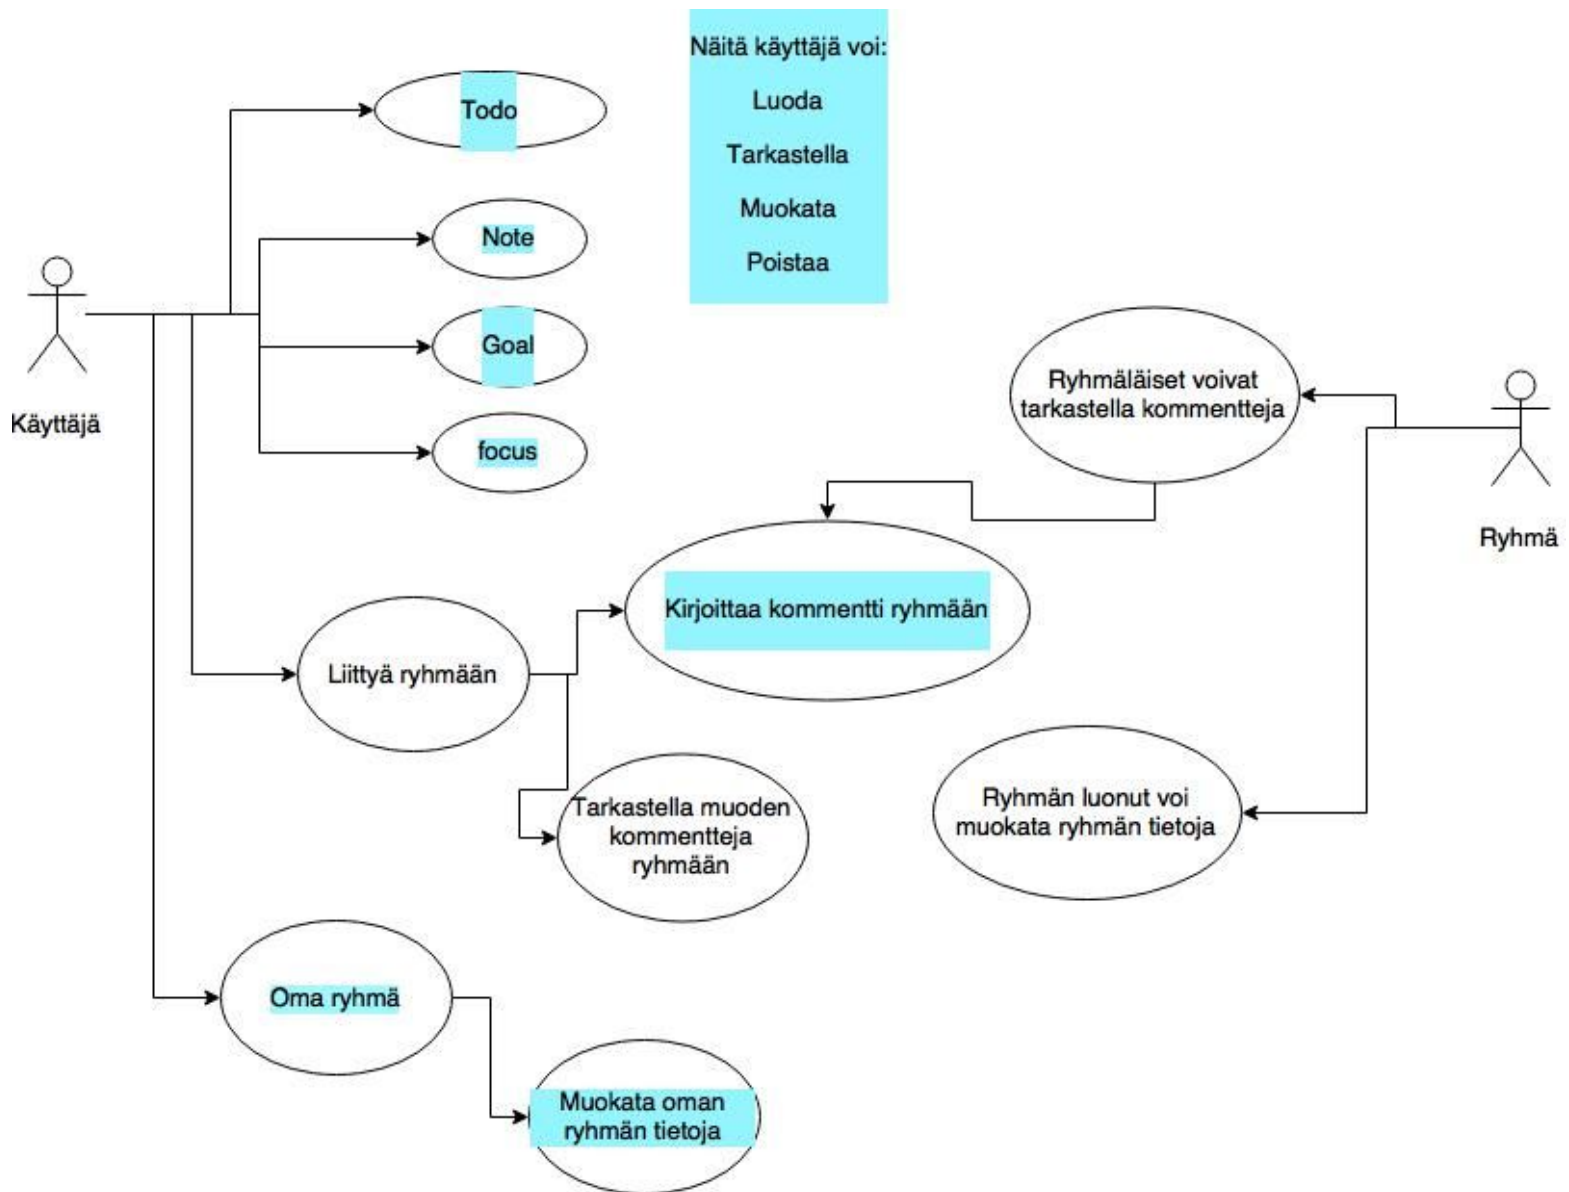 Näitä käyttäjä voi:
Luoda
Tarkastella
Muokata
Poistaa
Todo
Note
Goal
focus
Käyttäjä
Ryhmäläiset voivat
tarkastella kommentteja
Ryhmä
Kirjoittaa kommentti ryhmään
Liittyä ryhmään
Tarkastella muoden
kommentteja
ryhmään
Ryhmän luonut voi
muokata ryhmän tietoja
Oma ryhmä
Muokata oman
ryhmän tietoja